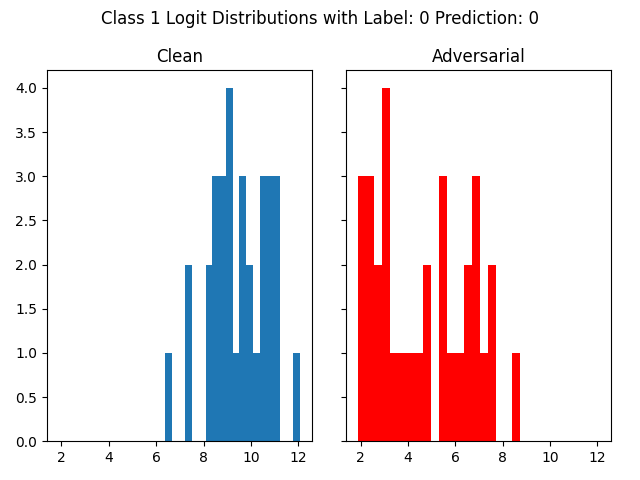 Class 1 Logit Distributions with Label: 0 Prediction: 0
Clean
Adversarial
4.0
3.5
3.0
2.5
2.0
1.5
1.0
0.5
0.0
2 4 6 8 10 12
2 4 6 8 10 12